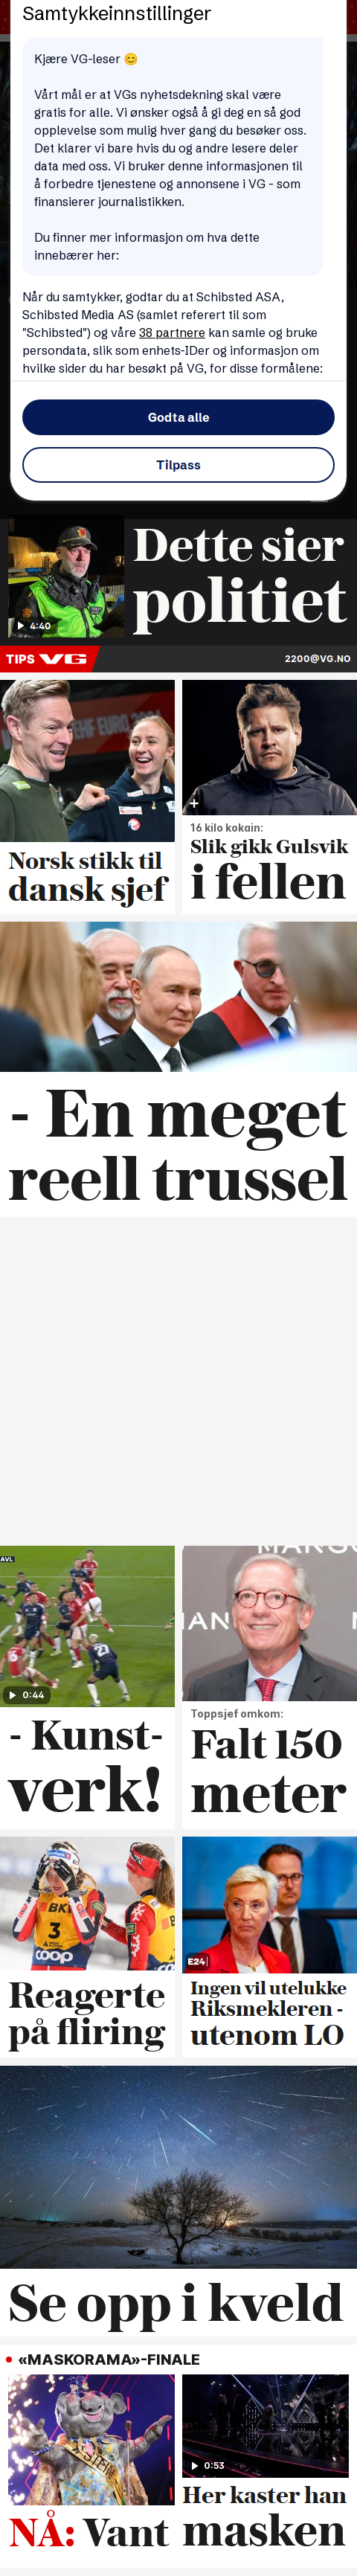 Samtykkeinnstillinger
Kjære VG-leser 😊
Vårt mål er at VGs nyhetsdekning skal være
gratis for alle. Vi ønsker også å gi deg en så god
opplevelse som mulig hver gang du besøker oss.
Det klarer vi bare hvis du og andre lesere deler
data med oss. Vi bruker denne informasjonen til
å forbedre tjenestene og annonsene i VG - som
finansierer journalistikken.
Du finner mer informasjon om hva dette
innebærer her:
Når du samtykker, godtar du at Schibsted ASA,
Schibsted Media AS (samlet referert til som
"Schibsted") og våre 38 partnere kan samle og bruke
persondata, slik som enhets-IDer og informasjon om
hvilke sider du har besøkt på VG, for disse formålene:
Godta alle
Tilpass
4:40
Dette sier
politiet
TIPS VG
2200@VG.NO
Norsk stikk til
dansk sjef
16 kilo kokain:
Slik gikk Gulsvik
i fellen
- En meget
reell trussel
AVL
0:44
- Kunst-
verk!
Toppsjef omkom:
Falt 150
meter
BKK
3
coop
Reagerte
på fliring
E24
Ingen vil utelukke
Riksmekleren -
utenom LO
Se opp i kveld
«MASKORAMA»-FINALE
NÅ: Vant
0:53
Her kaster han
masken